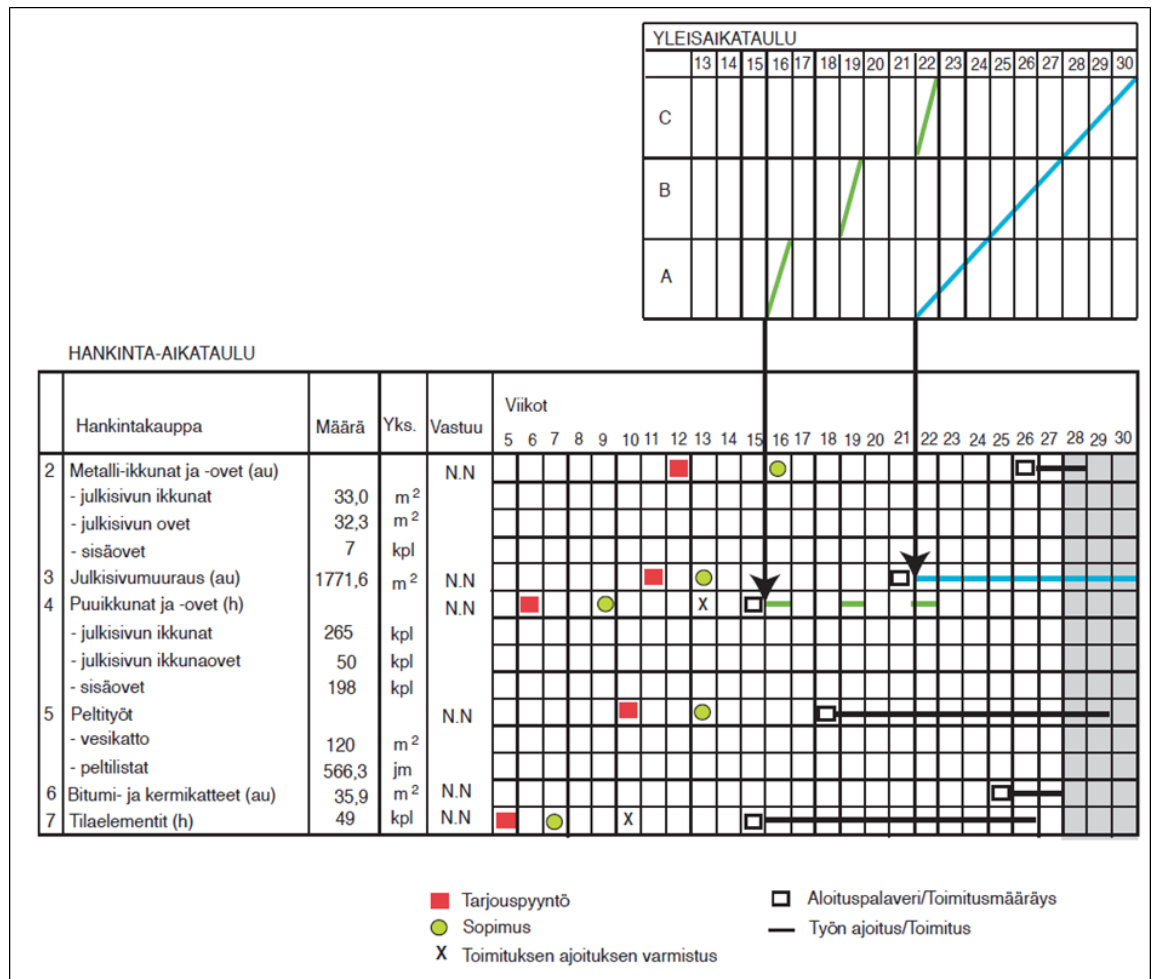 YLEISAIKATAULU
13 14 15 16 17 18 19 20 21 22 23 24 25 26 27 28 29 30
C
B
A
HANKINTA-AIKATAULU
Hankintakauppa Määrä Yks. Vastuu Viikot
5 6 7 8 9 10 11 12 13 14 15 16 17 18 19 20 21 22 23 24 25 26 27 28 29 30
2 Metalli-ikkunat ja -ovet (au) N.N
- julkisivun ikkunat 33,0 m²
- julkisivun ovet 32,3 m²
- sisäovet 7 kpl
3 Julkisivumuuraus (au) 1771,6 m² N.N
4 Puuikkunat ja -ovet (h) N.N X
- julkisivun ikkunat 265 kpl
- julkisivun ikkunaovet 50 kpl
- sisäovet 198 kpl
5 Peltityöt N.N
- vesikatto 120 m²
- peltilistat 566,3 jm
6 Bitumi- ja kermikatteet (au) 35,9 m² N.N
7 Tilaelementit (h) 49 kpl N.N X
Tarjouspyyntö
Sopimus
X Toimituksen ajoituksen varmistus
Aloituspalaveri/Toimitusmääräys
Työn ajoitus/Toimitus